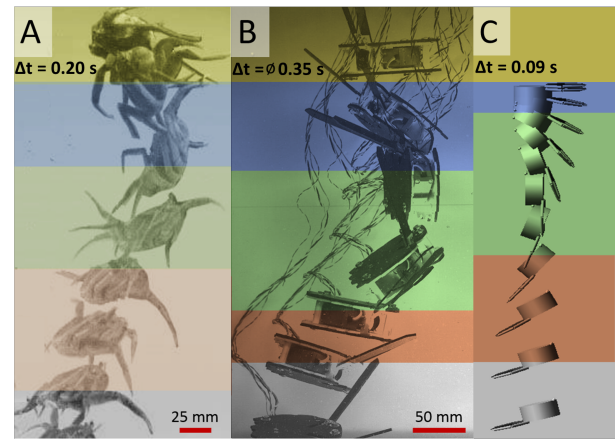 A
B
C
Δt = 0.20 s
Δt =∅ 0.35 s
Δt = 0.09 s
25 mm
50 mm